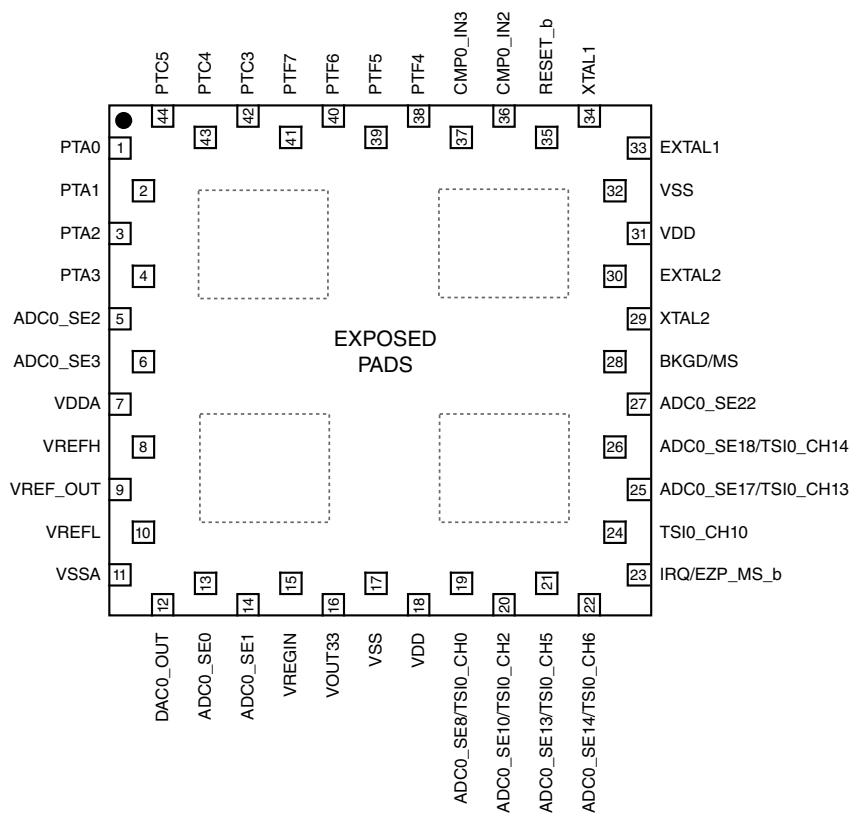 PTC5
PTC4
PTC3
PTF7
PTF6
PTF5
PTF4
CMP0_IN3
CMP0_IN2
RESET_b
XTAL1
44
43
42
41
40
39
38
37
36
35
34
PTA0 1
33 EXTAL1
PTA1 2
32 VSS
PTA2 3
31 VDD
PTA3 4
30 EXTAL2
ADC0_SE2 5
29 XTAL2
EXPOSED
PADS
ADC0_SE3 6
28 BKGD/MS
VDDA 7
27 ADC0_SE22
VREFH 8
26 ADC0_SE18/TSI0_CH14
VREF_OUT 9
25 ADC0_SE17/TSI0_CH13
VREFL 10
24 TSI0_CH10
VSSA 11
23 IRQ/EZP_MS_b
12
13
14
15
16
17
18
19
20
21
22
DAC0_OUT
ADC0_SE0
ADC0_SE1
VREGIN
VOUT33
VSS
VDD
ADC0_SE8/TSI0_CH0
ADC0_SE10/TSI0_CH2
ADC0_SE13/TSI0_CH5
ADC0_SE14/TSI0_CH6